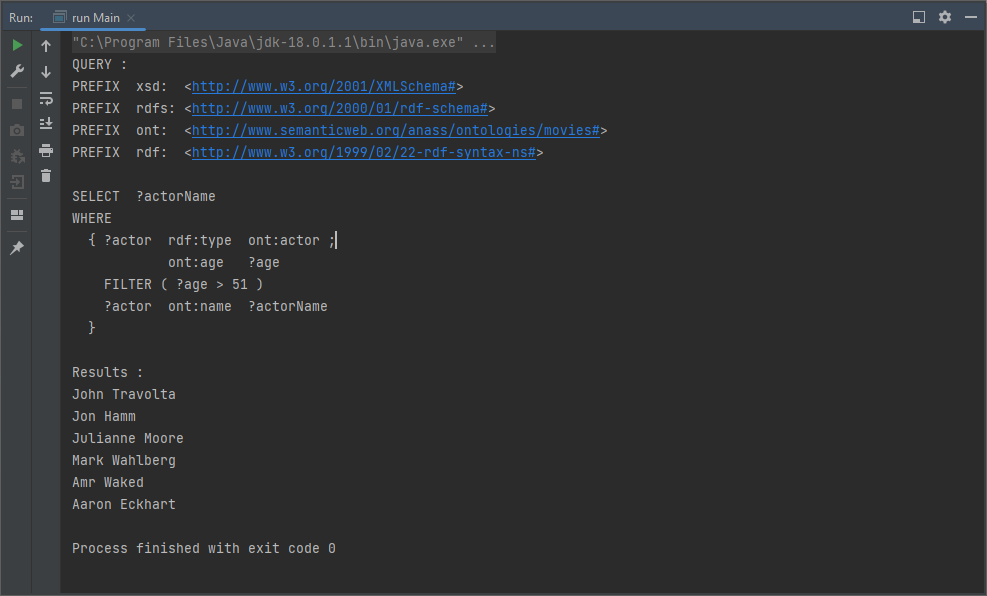 Run: run Main
"C:\Program Files\Java\jdk-18.0.1.1\bin\java.exe" ...
QUERY :
PREFIX  xsd:  <http://www.w3.org/2001/XMLSchema#>
PREFIX  rdfs: <http://www.w3.org/2000/01/rdf-schema#>
PREFIX  ont:  <http://www.semanticweb.org/anass/ontologies/movies#>
PREFIX  rdf:  <http://www.w3.org/1999/02/22-rdf-syntax-ns#>

SELECT  ?actorName
WHERE
  { ?actor  rdf:type  ont:actor ;
            ont:age   ?age
    FILTER ( ?age > 51 )
    ?actor  ont:name  ?actorName
  }

Results :
John Travolta
Jon Hamm
Julianne Moore
Mark Wahlberg
Amr Waked
Aaron Eckhart

Process finished with exit code 0